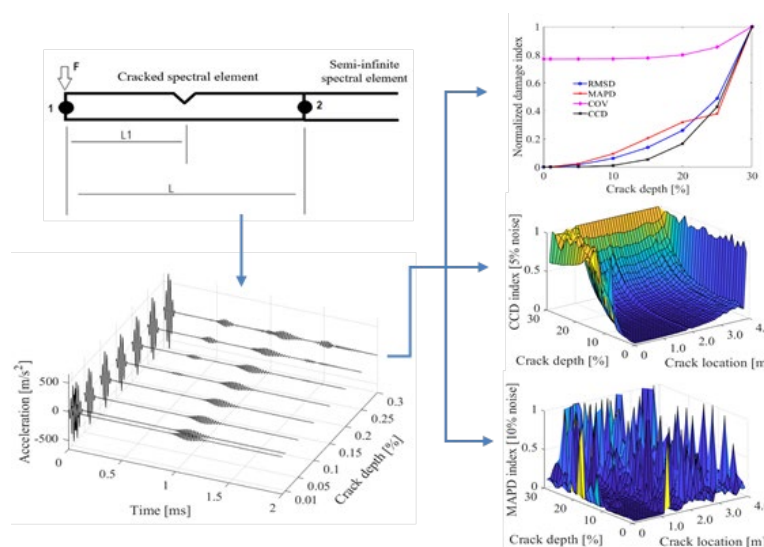 F
Cracked spectral element
Semi-infinite
spectral element
1
2
L1
L
Acceleration [m/s²]
500
0
-500
0
0.5
1
1.5
2
Time [ms]
0.01
0.05
0.1
0.15
0.2
0.25
0.3
Crack depth [%]
Normalized damage index
1
0.8
0.6
0.4
0.2
0
RMSD
MAPD
COV
CCD
0
10
20
30
Crack depth [%]
CCD index [5% noise]
1
0.5
0
30
20
10
0
Crack depth [%]
0
1.0
2.0
3.0
4.
Crack location [m
MAPD index [10% noise]
1
0.5
0
30
20
10
0
Crack depth [%]
0
1.0
2.0
3.0
4.
Crack location [m]